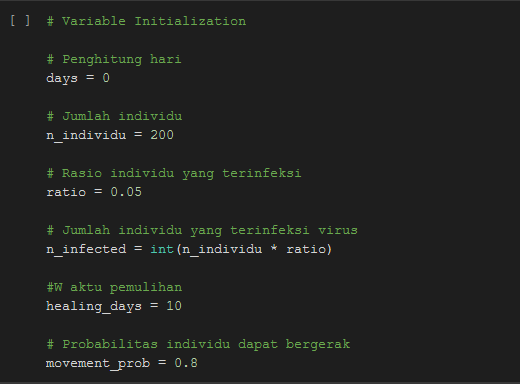 [ ] # Variable Initialization
# Penghitung hari
days = 0
# Jumlah individu
n_individu = 200
# Rasio individu yang terinfeksi
ratio = 0.05
# Jumlah individu yang terinfeksi virus
n_infected = int(n_individu * ratio)
#W aktu pemulihan
healing_days = 10
# Probabilitas individu dapat bergerak
movement_prob = 0.8